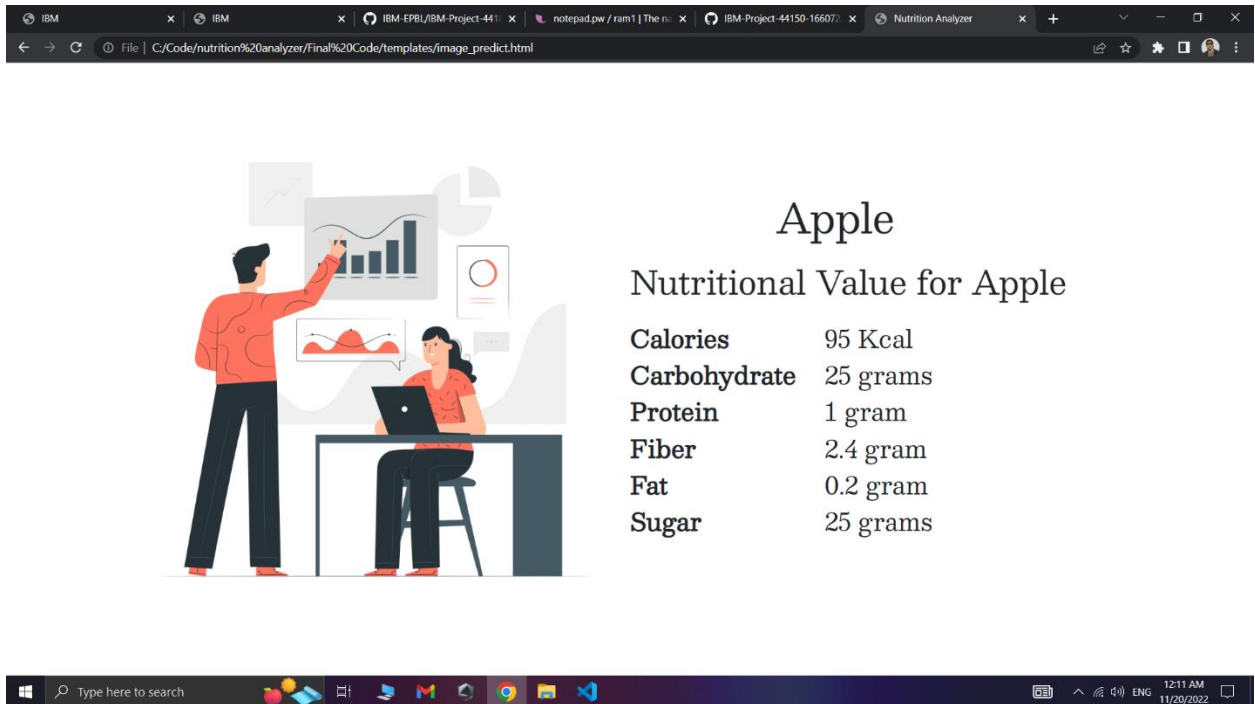 IBM
IBM
IBM-EPBL/IBM-Project-441
notepad.pw / ram1 | The na
IBM-Project-44150-166072
Nutrition Analyzer
File | C:/Code/nutrition%20analyzer/Final%20Code/templates/image_predict.html
Apple
Nutritional Value for Apple
Calories 95 Kcal
Carbohydrate 25 grams
Protein 1 gram
Fiber 2.4 gram
Fat 0.2 gram
Sugar 25 grams
Type here to search
ENG
12:11 AM
11/20/2022